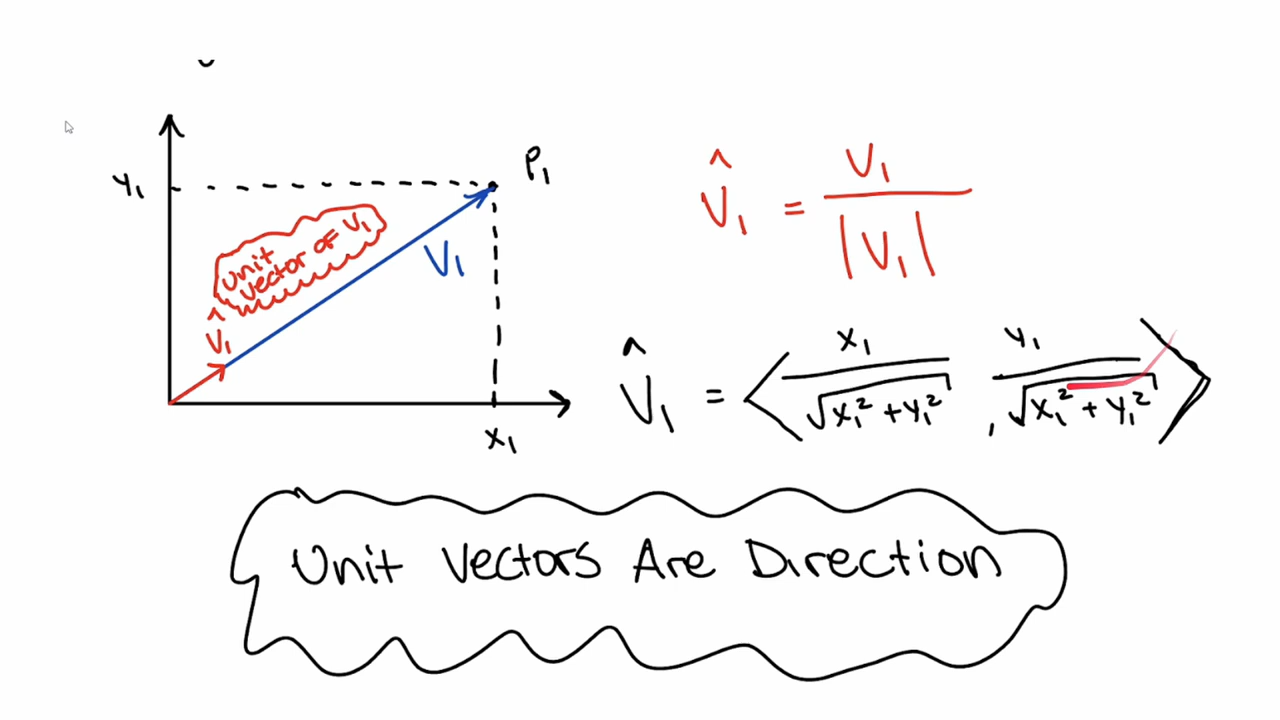 P₁
y₁
Unit
vector of V₁
V₁
V̂₁
x₁
V̂₁ = V₁ / |V₁|
V̂₁ = < x₁ / √x₁² + y₁² , y₁ / √x₁² + y₁² >
Unit Vectors Are Direction